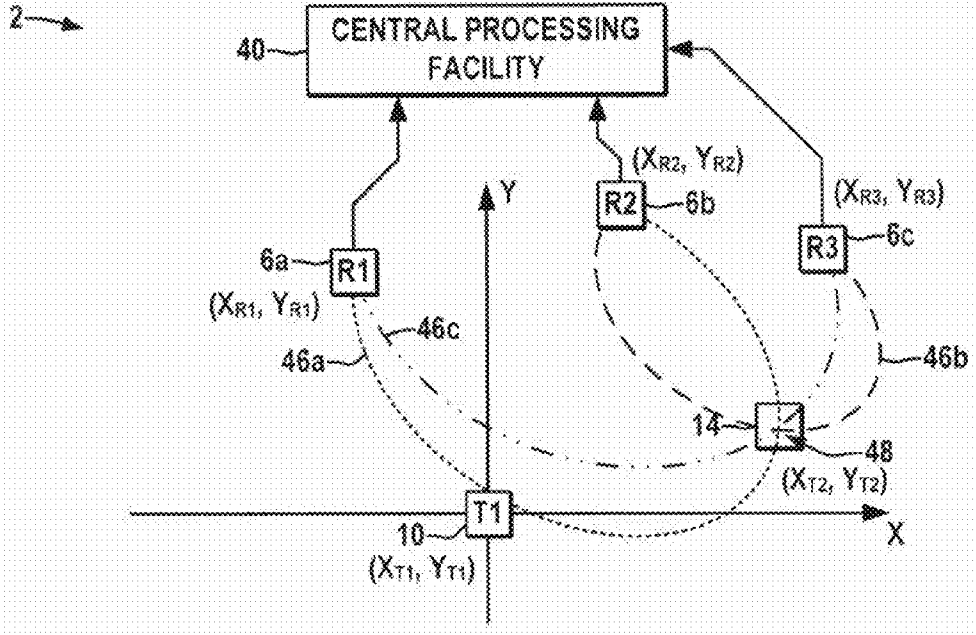 2
CENTRAL PROCESSING
FACILITY
40
(XR2, YR2)
Y
R2
6b
(XR3, YR3)
6c
R3
6a
R1
(XR1, YR1)
46c
46a
46b
14
48
(XT2, YT2)
T1
10
X
(XT1, YT1)